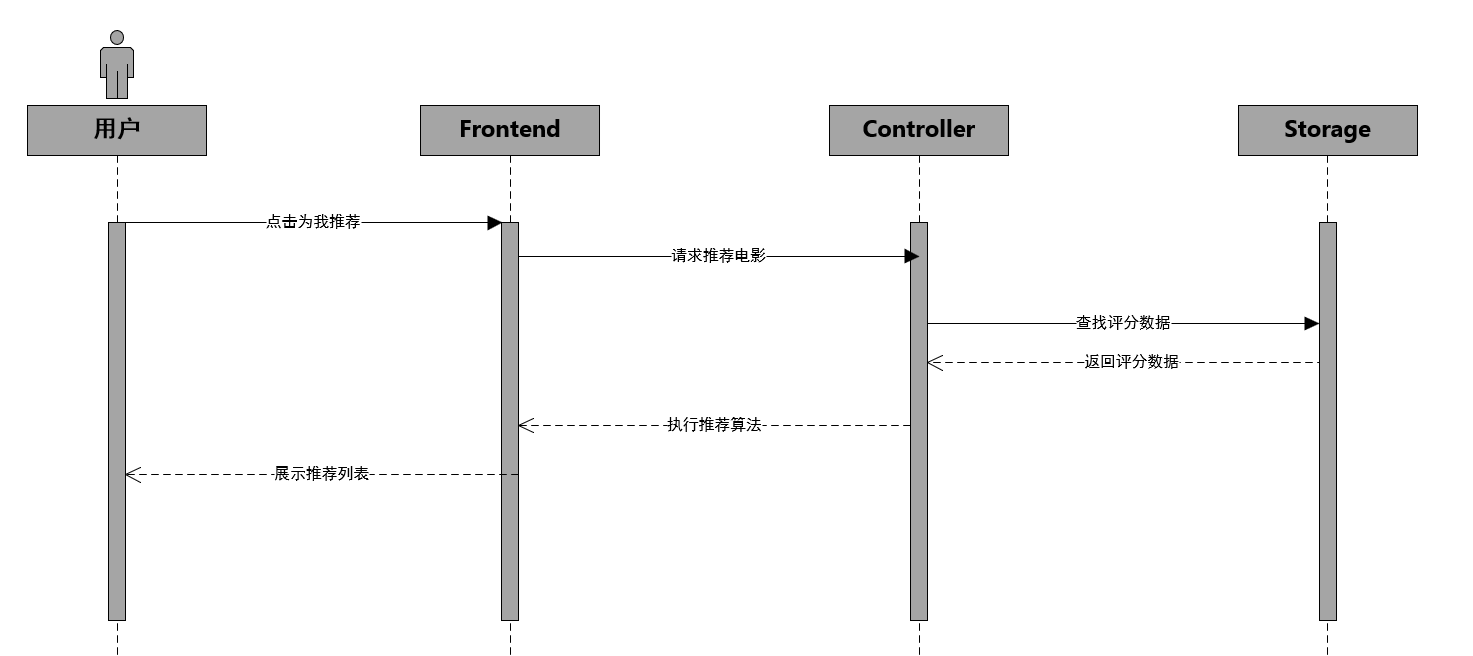 用户
Frontend
Controller
Storage
点击为我推荐
请求推荐电影
查找评分数据
返回评分数据
执行推荐算法
展示推荐列表